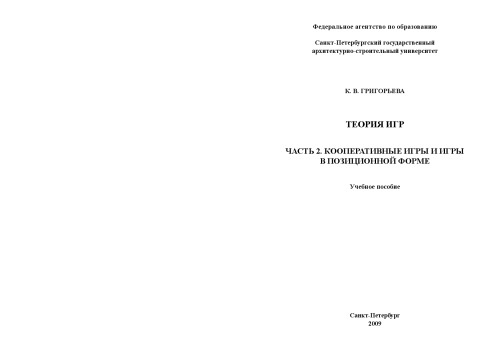 Федеральное агентство по образованию
Санкт-Петербургский государственный
архитектурно-строительный университет
К. В. ГРИГОРЬЕВА
ТЕОРИЯ ИГР
ЧАСТЬ 2. КООПЕРАТИВНЫЕ ИГРЫ И ИГРЫ
В ПОЗИЦИОННОЙ ФОРМЕ
Учебное пособие
Санкт-Петербург
2009